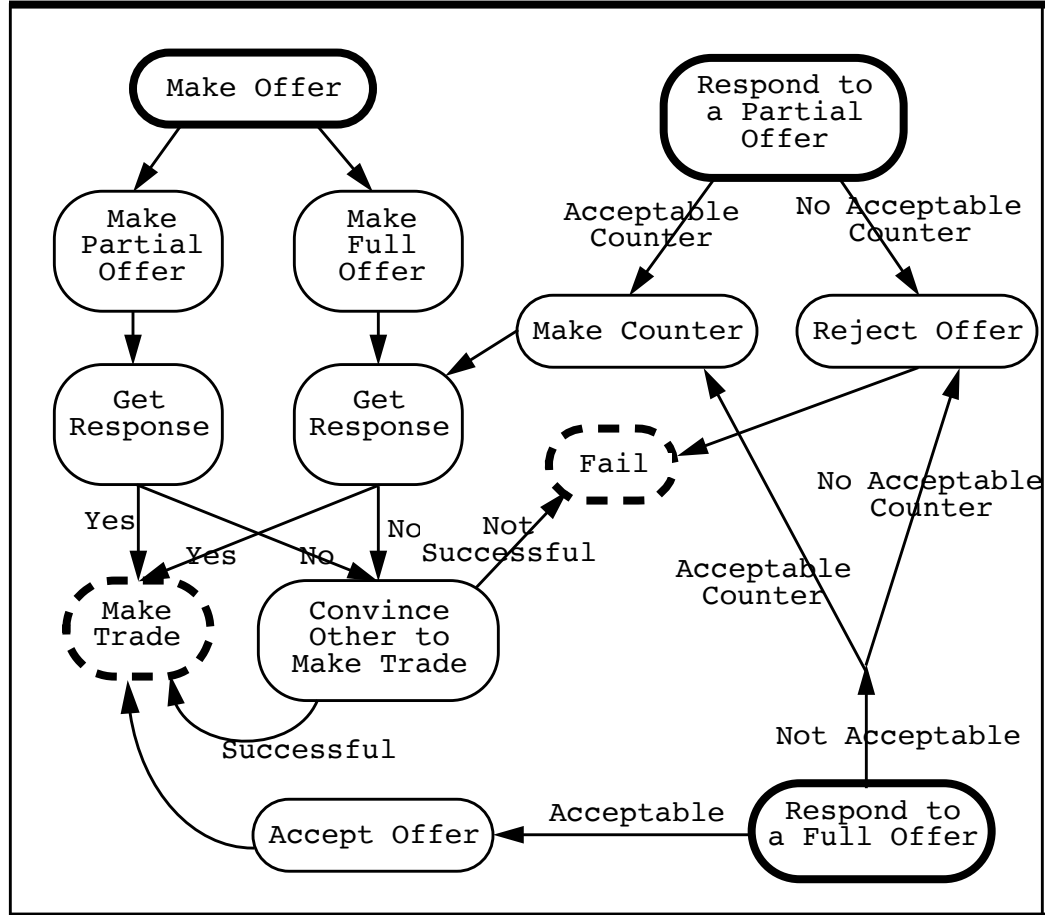 Make Offer
Respond to
a Partial
Offer
Make
Partial
Offer
Make
Full
Offer
Acceptable
Counter
No Acceptable
Counter
Make Counter
Reject Offer
Get
Response
Get
Response
Fail
No Acceptable
Counter
Yes
Yes
No
No
Not
Successful
Acceptable
Counter
Make
Trade
Convince
Other to
Make Trade
Successful
Not Acceptable
Accept Offer
Acceptable
Respond to
a Full Offer